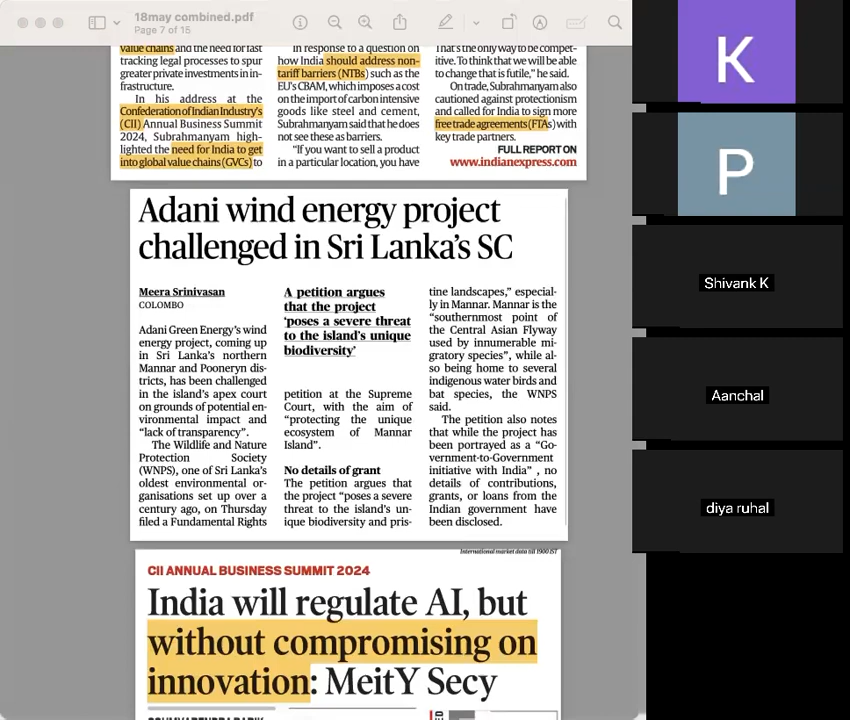 18may combined.pdf
Page 7 of 15
value chains and the need for fast
tracking legal processes to spur
greater private investments in in-
frastructure.
In his address at the
Confederation of Indian Industry's
(CII) Annual Business Summit
2024, Subrahmanyam high-
lighted the need for India to get
into global value chains (GVCs) to
In response to a question on
how India should address non-
tariff barriers (NTBs) such as the
EU's CBAM, which imposes a cost
on the import of carbon intensive
goods like steel and cement,
Subrahmanyam said that he does
not see these as barriers.
"If you want to sell a product
in a particular location, you have
That's the only way to be compet-
itive. To think that we will be able
to change that is futile," he said.
On trade, Subrahmanyam also
cautioned against protectionism
and called for India to sign more
free trade agreements (FTAs) with
key trade partners.
FULL REPORT ON
www.indianexpress.com
Adani wind energy project
challenged in Sri Lanka's SC
Meera Srinivasan
COLOMBO
Adani Green Energy's wind
energy project, coming up
in Sri Lanka's northern
Mannar and Pooneryn dis-
tricts, has been challenged
in the island's apex court
on grounds of potential en-
vironmental impact and
"lack of transparency".
The Wildlife and Nature
Protection Society
(WNPS), one of Sri Lanka's
oldest environmental or-
ganisations set up over a
century ago, on Thursday
filed a Fundamental Rights
A petition argues
that the project
'poses a severe threat
to the island's unique
biodiversity'
petition at the Supreme
Court, with the aim of
"protecting the unique
ecosystem of Mannar
Island".
No details of grant
The petition argues that
the project "poses a severe
threat to the island's un-
ique biodiversity and pris-
tine landscapes," especial-
ly in Mannar. Mannar is the
"southernmost point of
the Central Asian Flyway
used by innumerable mi-
gratory species", while al-
so being home to several
indigenous water birds and
bat species, the WNPS
said.
The petition also notes
that while the project has
been portrayed as a "Go-
vernment-to-Government
initiative with India" , no
details of contributions,
grants, or loans from the
Indian government have
been disclosed.
International market data till 1900 IST
CII ANNUAL BUSINESS SUMMIT 2024
India will regulate AI, but
without compromising on
innovation: MeitY Secy
K
P
Shivank K
Aanchal
diya ruhal